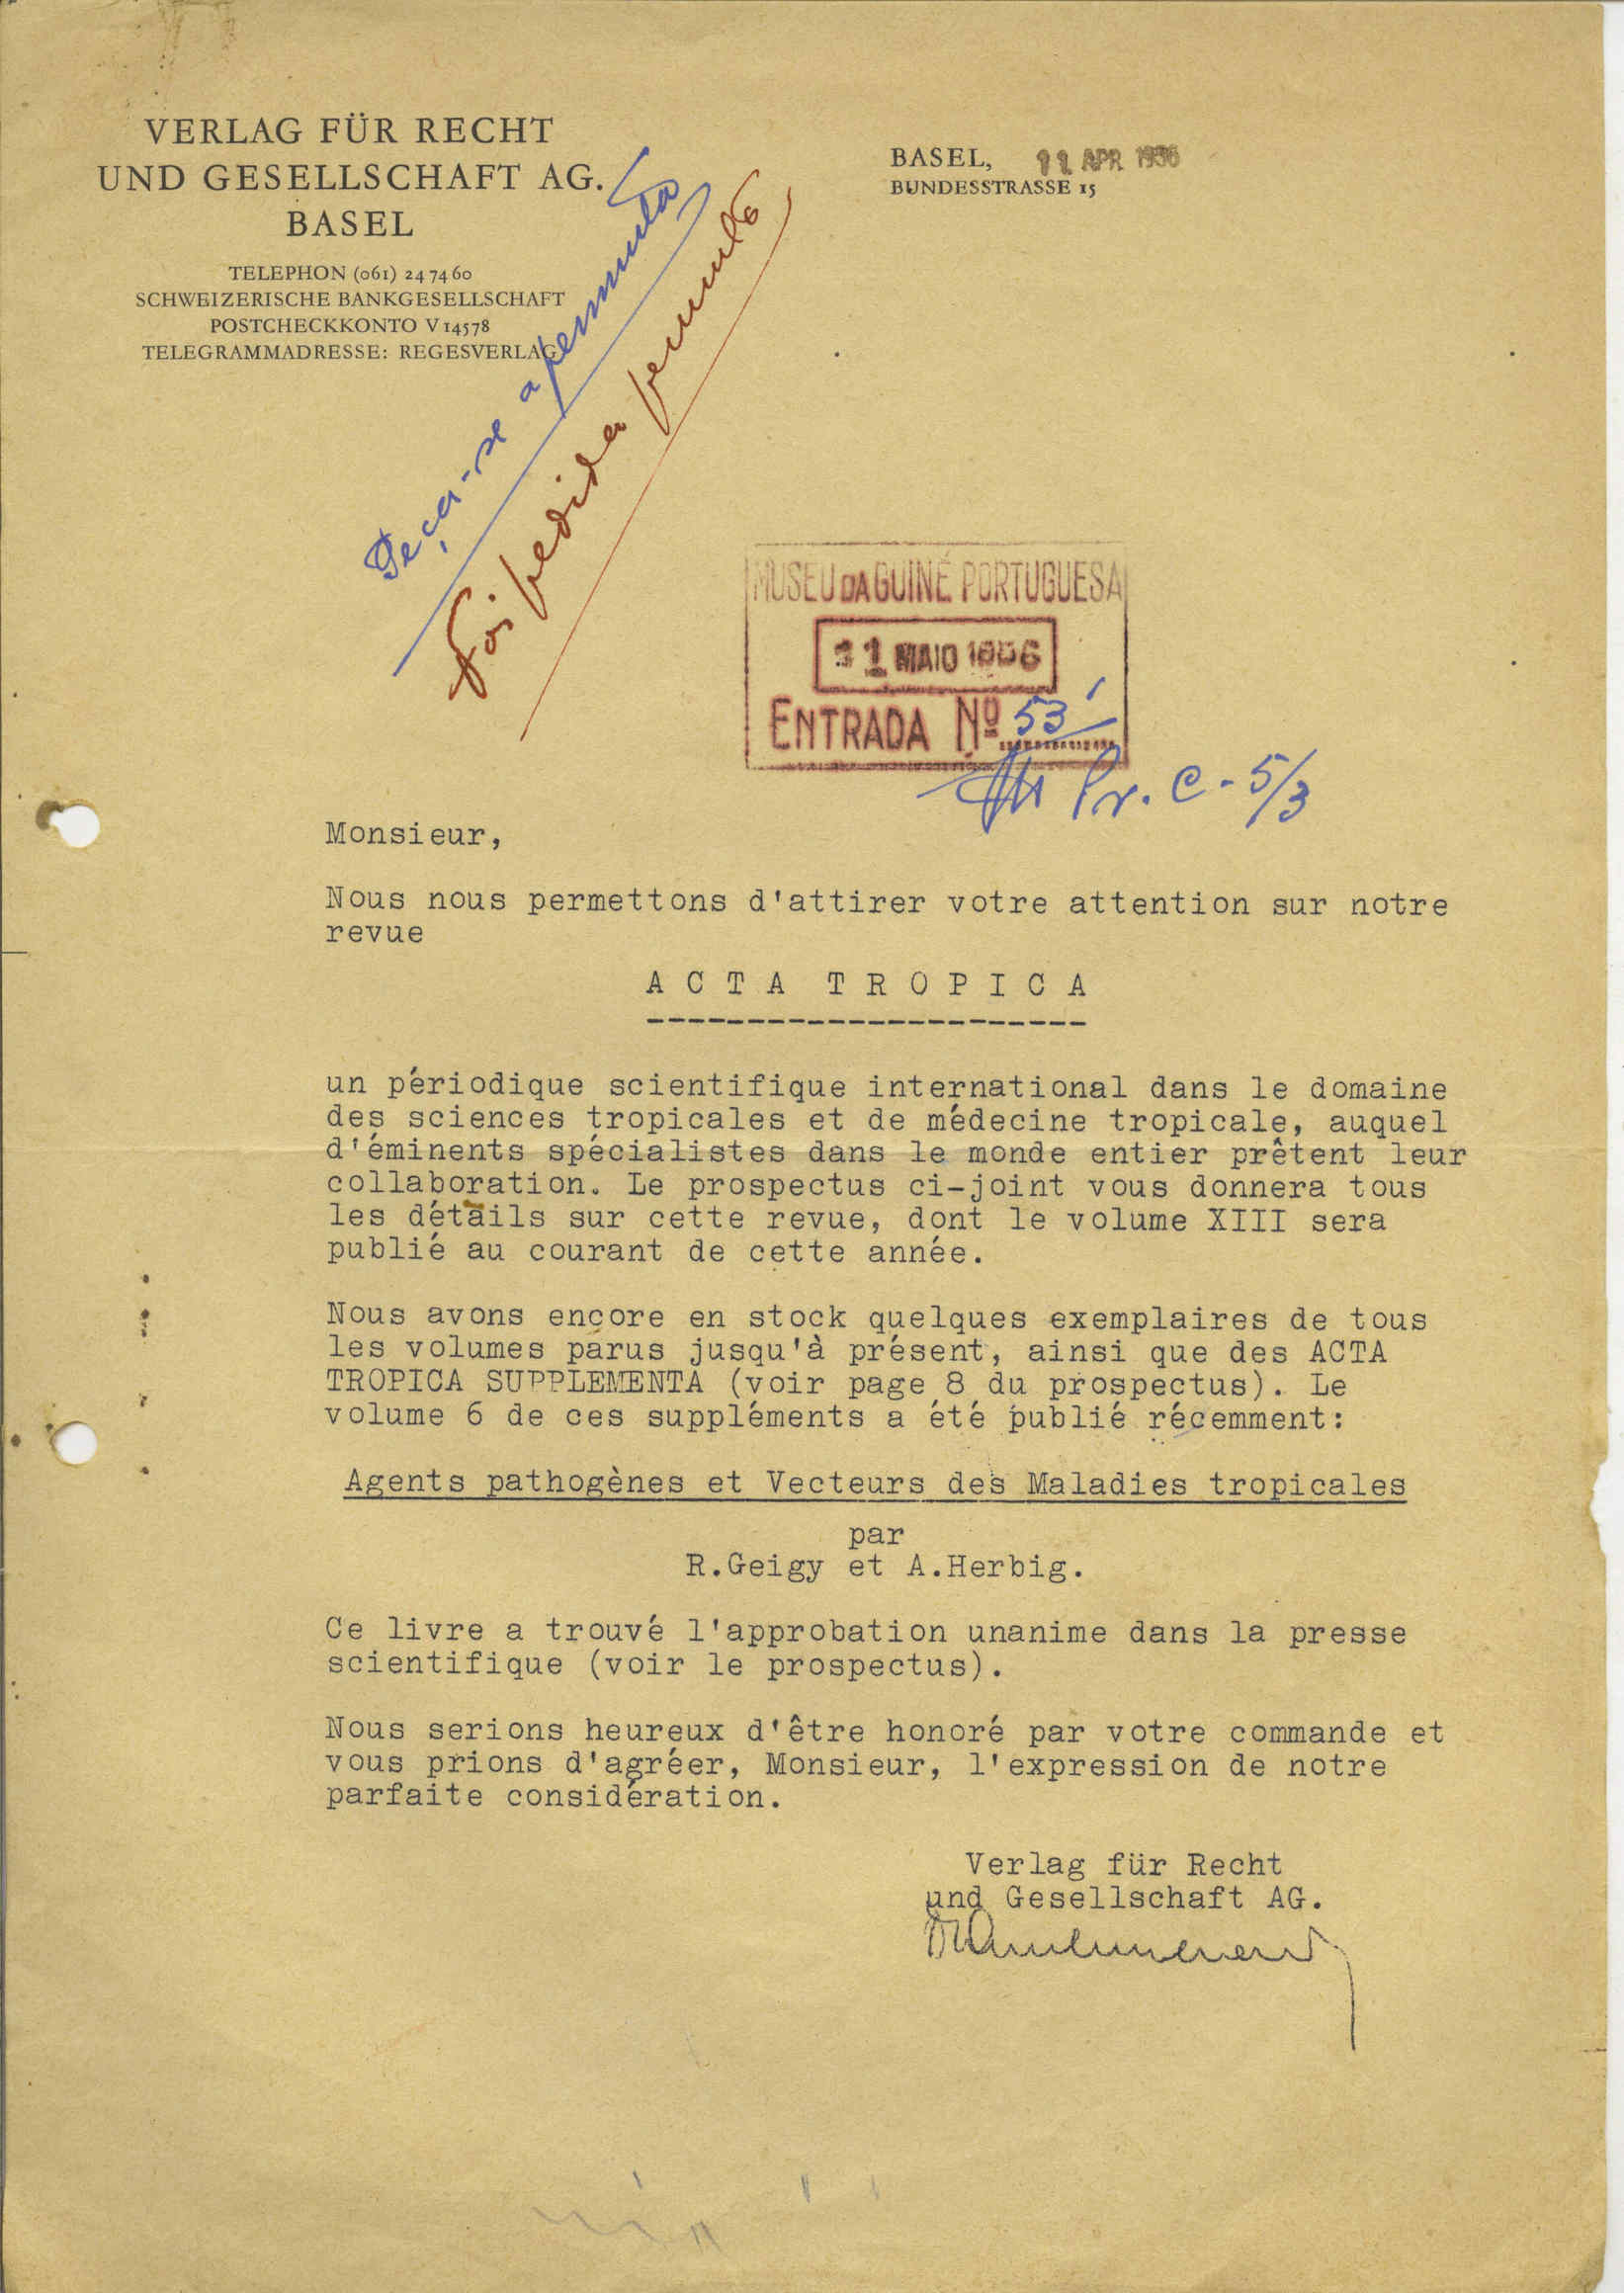 VERLAG FÜR RECHT
UND GESELLSCHAFT AG.
BASEL
TELEPHON (061) 24 74 60
SCHWEIZERISCHE BANKGESELLSCHAFT
POSTCHECKKONTO V 14578
TELEGRAMMADRESSE: REGESVERLAG
BASEL, APR 1956
BUNDESSTRASSE 15
Peça-se a permuta
Foi pedida permuta
MUSEU DA GUINÉ PORTUGUESA
11 MAIO 1956
ENTRADA Nº 53
Pr. C-5/3
Monsieur,
Nous nous permettons d'attirer votre attention sur notre
revue
ACTA TROPICA
un périodique scientifique international dans le domaine
des sciences tropicales et de médecine tropicale, auquel
d'éminents spécialistes dans le monde entier prêtent leur
collaboration. Le prospectus ci-joint vous donnera tous
les détails sur cette revue, dont le volume XIII sera
publié au courant de cette année.
Nous avons encore en stock quelques exemplaires de tous
les volumes parus jusqu'à présent, ainsi que des ACTA
TROPICA SUPPLEMENTA (voir page 8 du prospectus). Le
volume 6 de ces suppléments a été publié récemment:
Agents pathogènes et Vecteurs des Maladies tropicales
par
R.Geigy et A.Herbig.
Ce livre a trouvé l'approbation unanime dans la presse
scientifique (voir le prospectus).
Nous serions heureux d'être honoré par votre commande et
vous prions d'agréer, Monsieur, l'expression de notre
parfaite considération.
Verlag für Recht
und Gesellschaft AG.